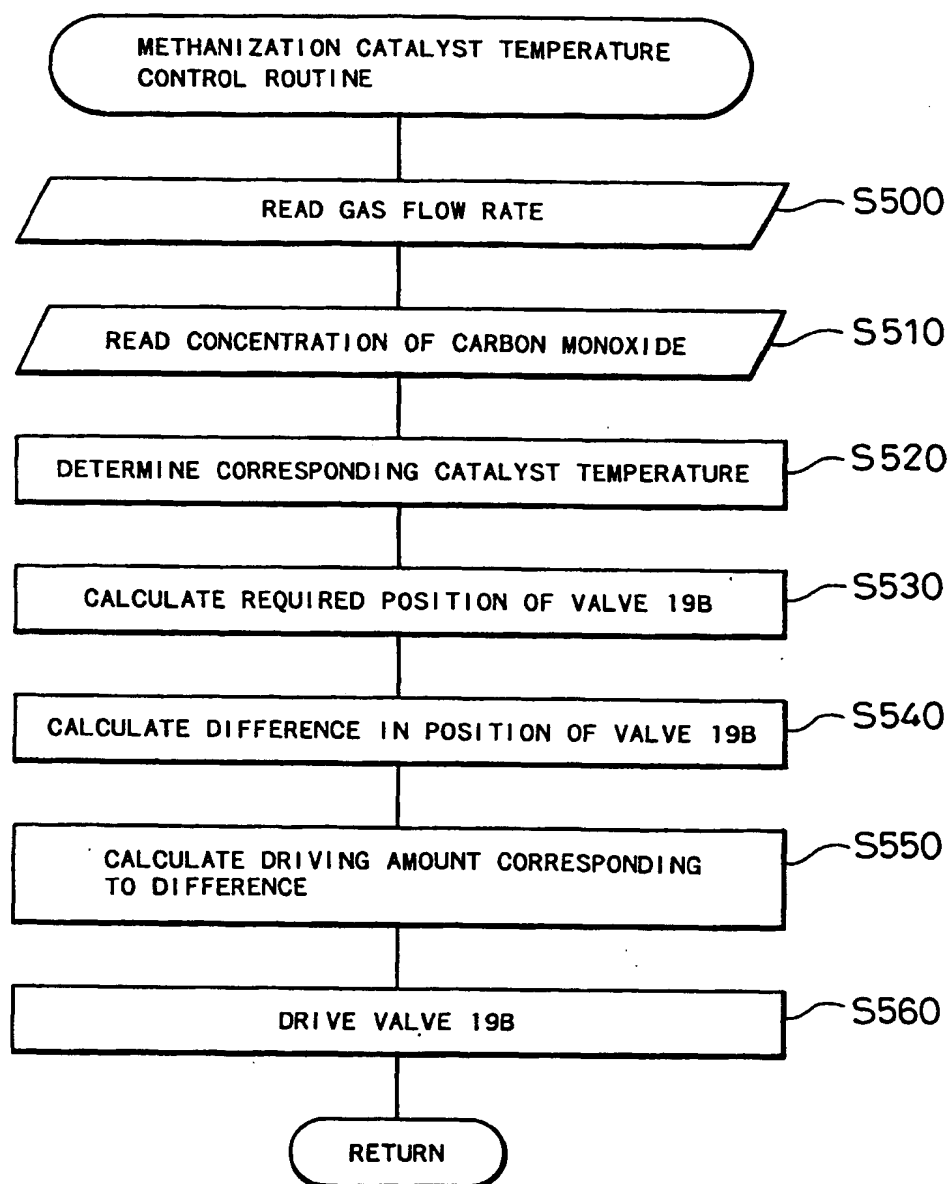 METHANIZATION CATALYST TEMPERATURE
CONTROL ROUTINE
READ GAS FLOW RATE
S500
READ CONCENTRATION OF CARBON MONOXIDE
S510
DETERMINE CORRESPONDING CATALYST TEMPERATURE
S520
CALCULATE REQUIRED POSITION OF VALVE 19B
S530
CALCULATE DIFFERENCE IN POSITION OF VALVE 19B
S540
CALCULATE DRIVING AMOUNT CORRESPONDING
TO DIFFERENCE
S550
DRIVE VALVE 19B
S560
RETURN